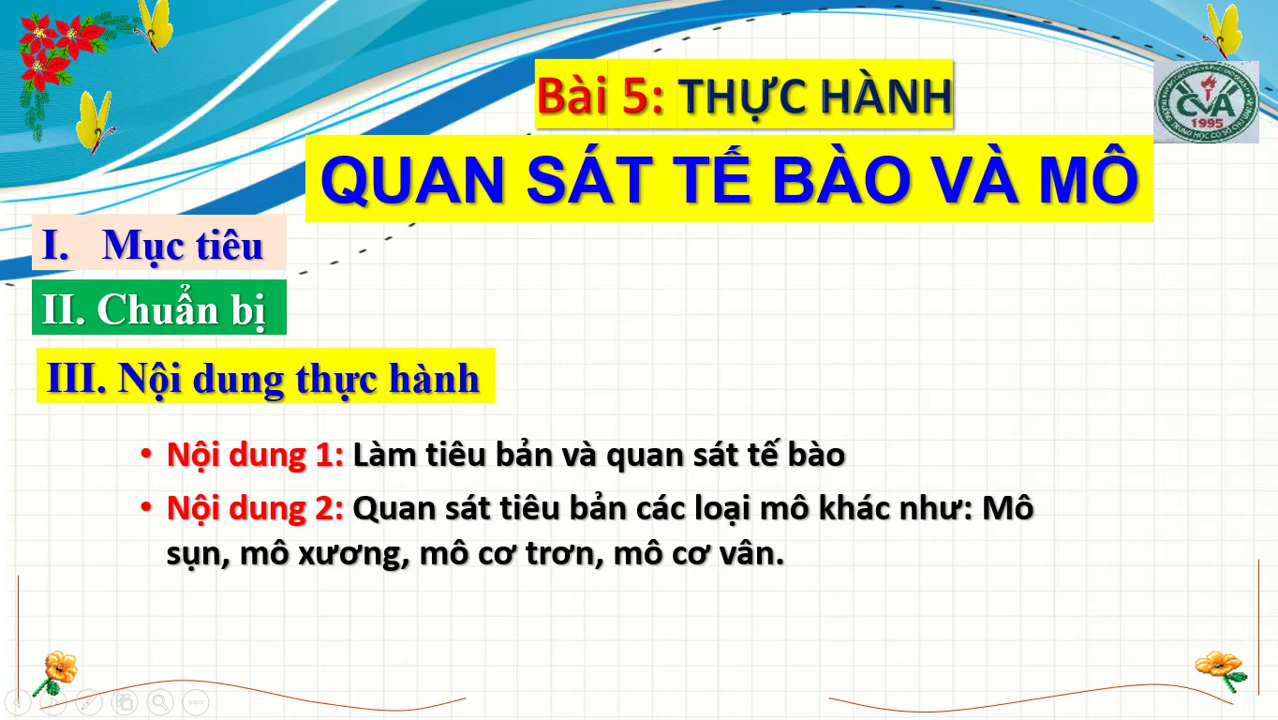 Bài 5: THỰC HÀNH
CVA
1995
QUAN SÁT TẾ BÀO VÀ MÔ
I. Mục tiêu
II. Chuẩn bị
III. Nội dung thực hành
• Nội dung 1: Làm tiêu bản và quan sát tế bào
• Nội dung 2: Quan sát tiêu bản các loại mô khác như: Mô
sụn, mô xương, mô cơ trơn, mô cơ vân.